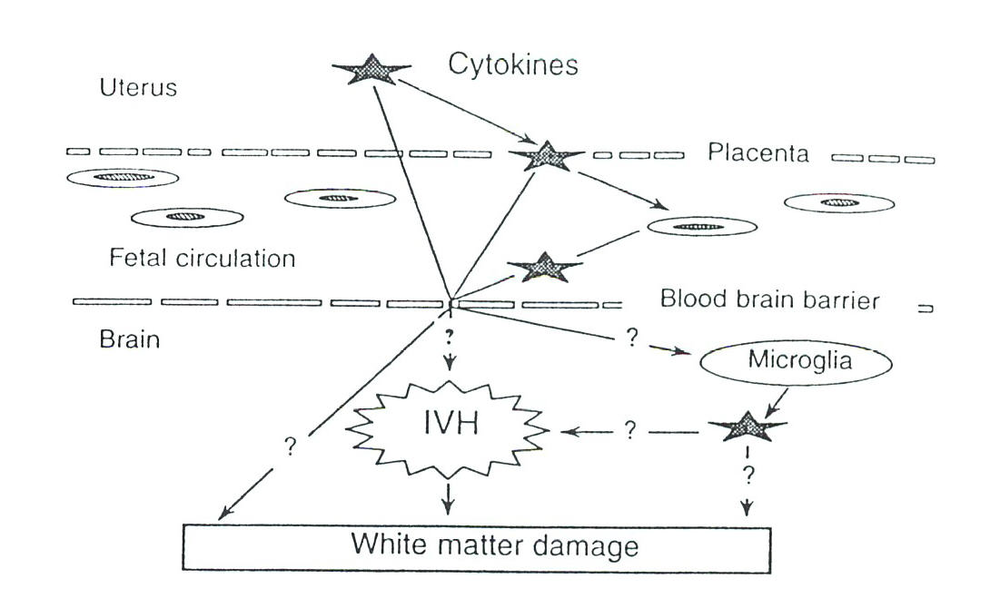 Cytokines
Uterus
Placenta
Fetal circulation
Blood brain barrier
Brain
?
?
Microglia
IVH
?
?
?
White matter damage